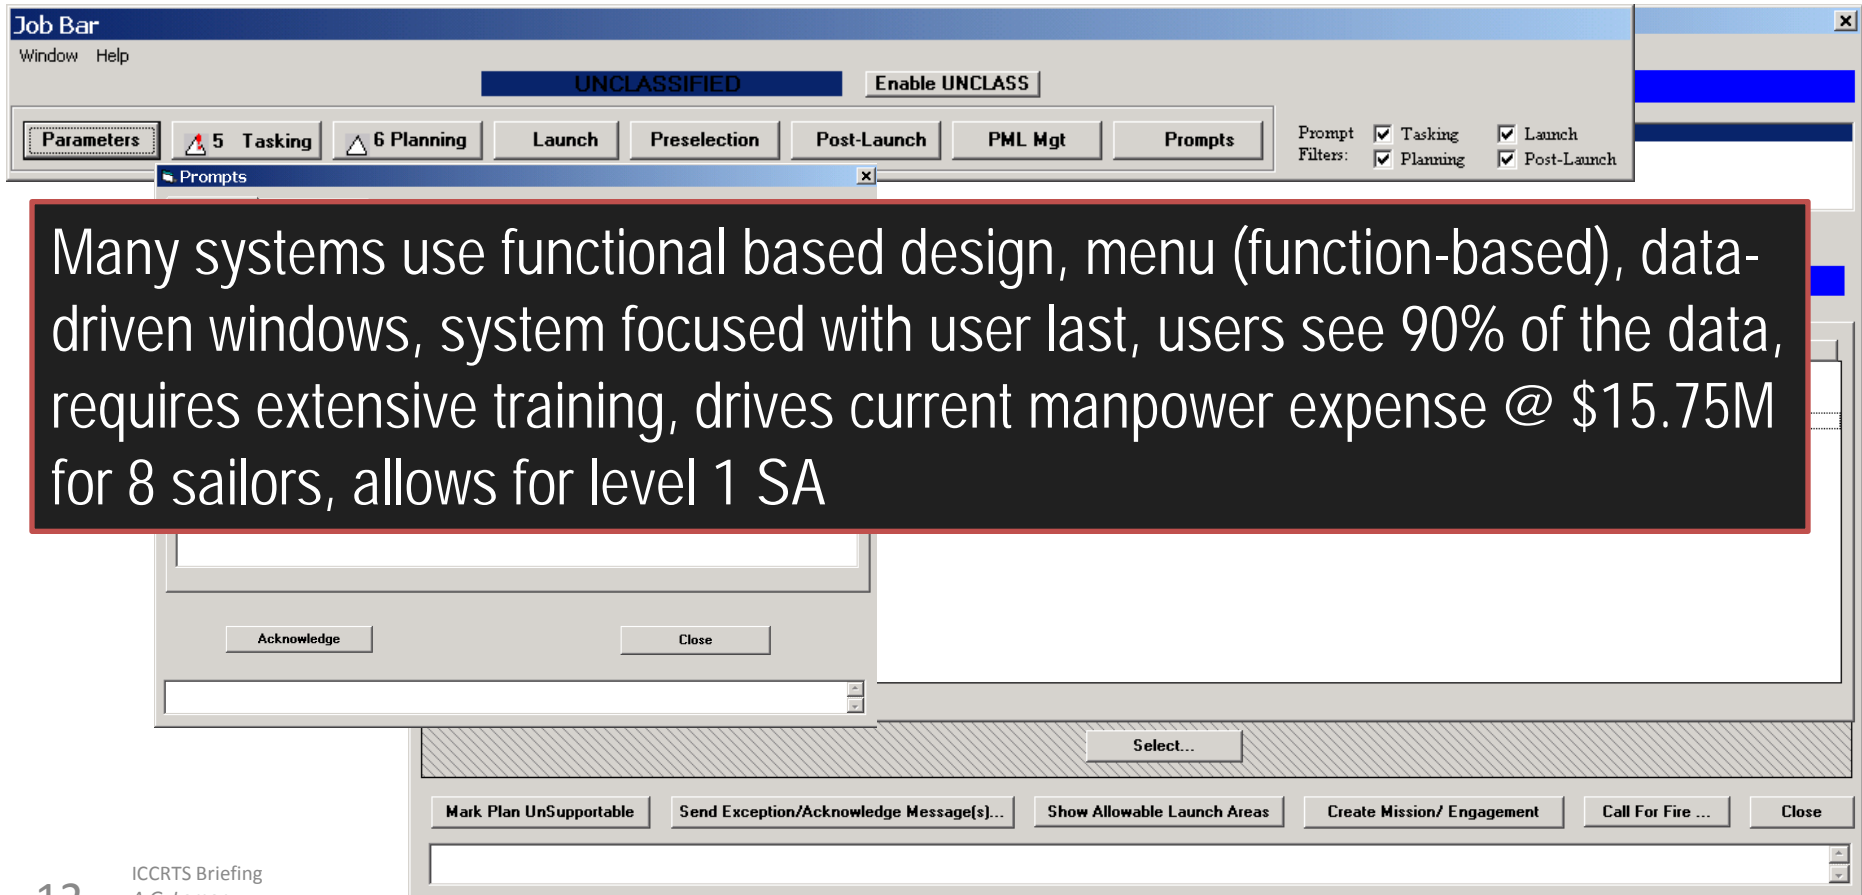 Job Bar
Window Help
UNCLASSIFIED
Enable UNCLASS
Parameters
5 Tasking
6 Planning
Launch
Preselection
Post-Launch
PML Mgt
Prompts
Prompt Filters:
Tasking
Launch
Planning
Post-Launch
Prompts
Many systems use functional based design, menu (function-based), data-
driven windows, system focused with user last, users see 90% of the data,
requires extensive training, drives current manpower expense @ $15.75M
for 8 sailors, allows for level 1 SA
Acknowledge
Close
Select...
Mark Plan UnSupportable
Send Exception/Acknowledge Message(s)...
Show Allowable Launch Areas
Create Mission/ Engagement
Call For Fire ...
Close
ICCRTS Briefing